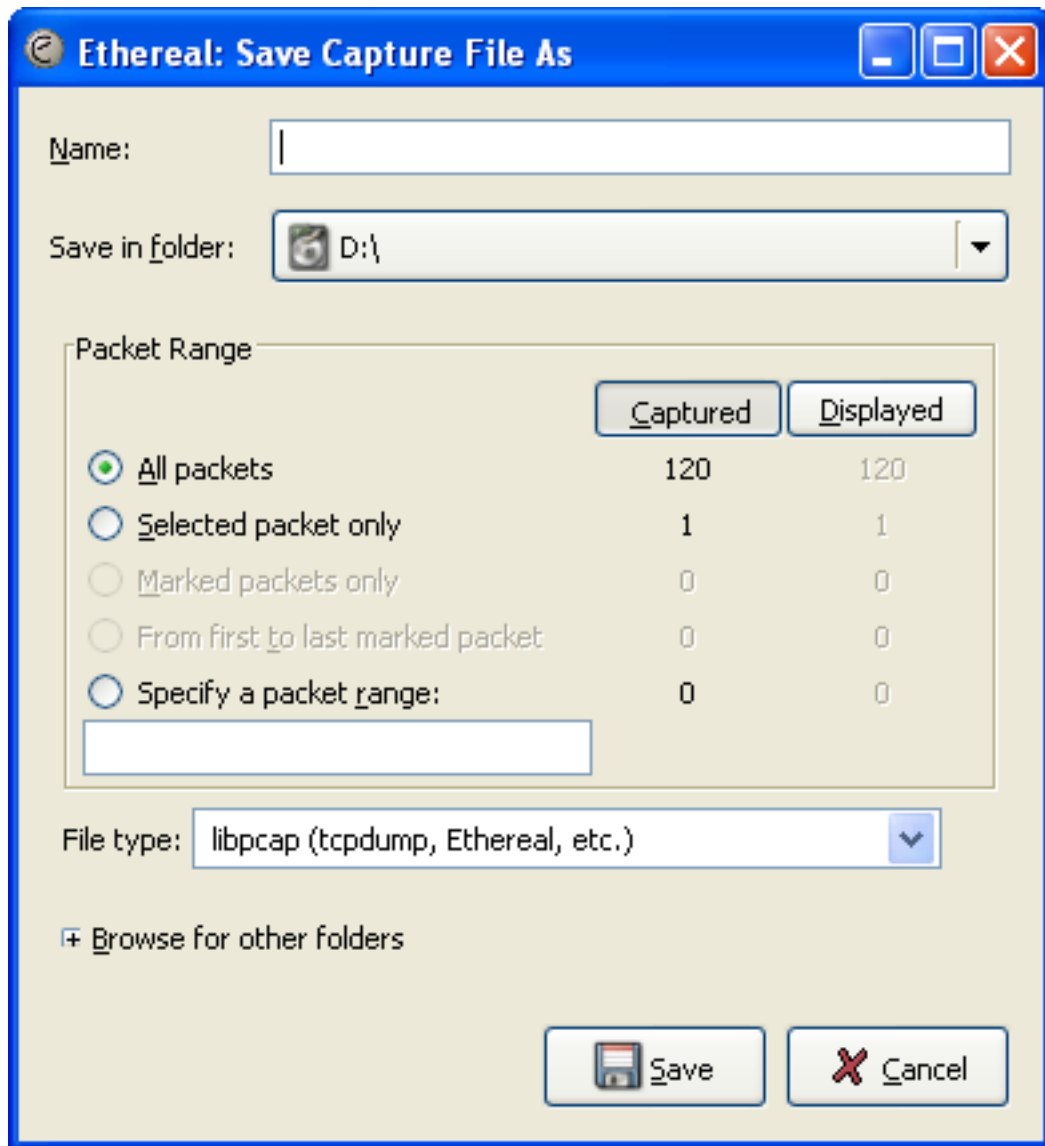 Ethereal: Save Capture File As
Name:
Save in folder: D:\
Packet Range
Captured Displayed
All packets 120 120
Selected packet only 1 1
Marked packets only 0 0
From first to last marked packet 0 0
Specify a packet range: 0 0
File type: libpcap (tcpdump, Ethereal, etc.)
Browse for other folders
Save Cancel